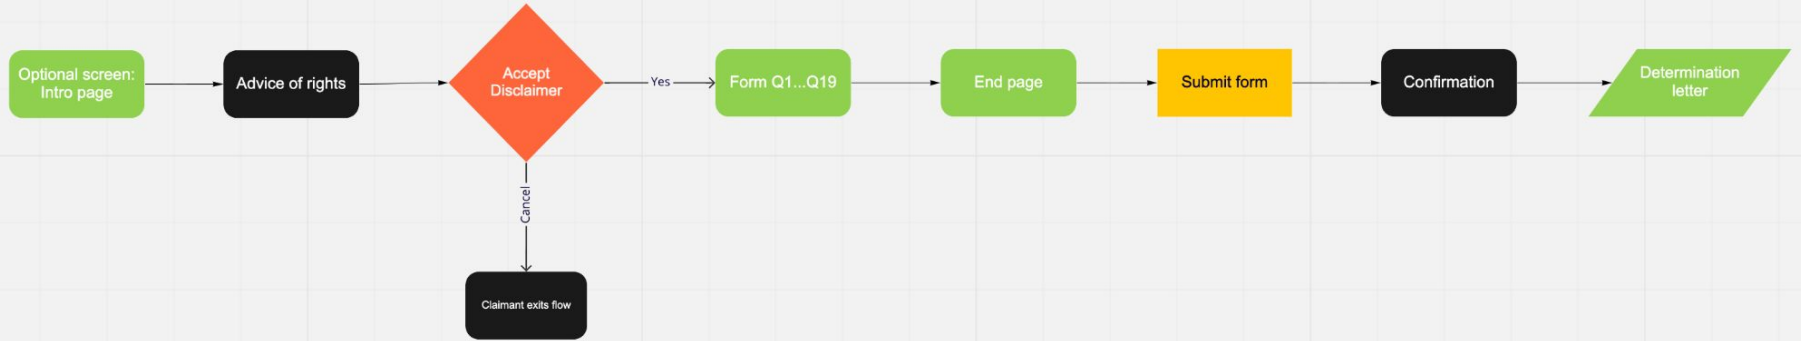 Optional screen:
Intro page
Advice of rights
Accept
Disclaimer
Yes
Form Q1...Q19
End page
Submit form
Confirmation
Determination
letter
Cancel
Claimant exits flow